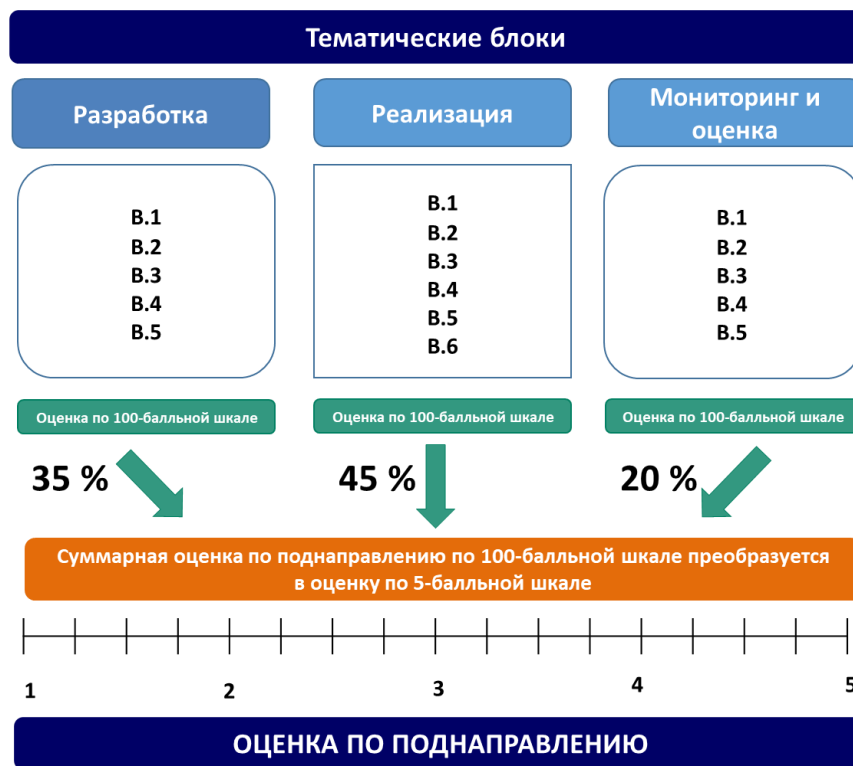 Тематические блоки
Разработка
Реализация
Мониторинг и
оценка
В.1
В.2
В.3
В.4
В.5
В.1
В.2
В.3
В.4
В.5
В.6
В.1
В.2
В.3
В.4
В.5
Оценка по 100-балльной шкале
Оценка по 100-балльной шкале
Оценка по 100-балльной шкале
35 %
45 %
20 %
Суммарная оценка по поднаправлению по 100-балльной шкале преобразуется
в оценку по 5-балльной шкале
1 2 3 4 5
ОЦЕНКА ПО ПОДНАПРАВЛЕНИЮ